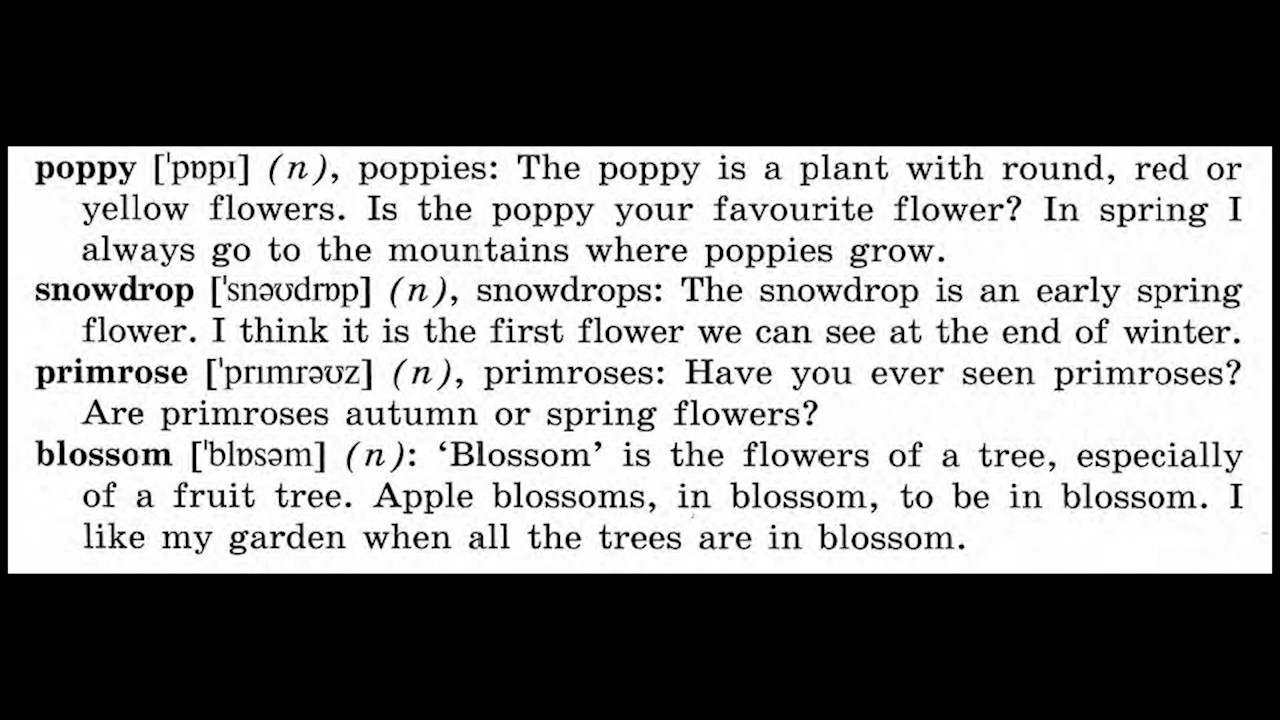 poppy [ˈpɒpɪ] (n), poppies: The poppy is a plant with round, red or
yellow flowers. Is the poppy your favourite flower? In spring I
always go to the mountains where poppies grow.
snowdrop [ˈsnəʊdrɒp] (n), snowdrops: The snowdrop is an early spring
flower. I think it is the first flower we can see at the end of winter.
primrose [ˈprɪmrəʊz] (n), primroses: Have you ever seen primroses?
Are primroses autumn or spring flowers?
blossom [ˈblɒsəm] (n): ‘Blossom’ is the flowers of a tree, especially
of a fruit tree. Apple blossoms, in blossom, to be in blossom. I
like my garden when all the trees are in blossom.